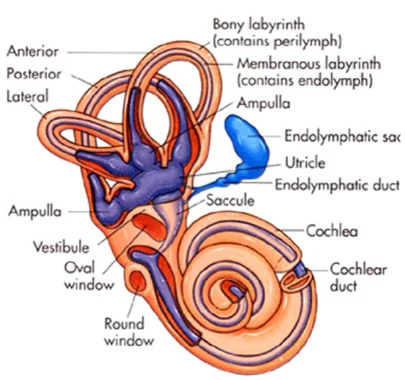 Bony labyrinth
(contains perilymph)
Anterior
Membranous labyrinth
(contains endolymph)
Posterior
Lateral
Ampulla
Endolymphatic sac
Utricle
Endolymphatic duct
Saccule
Ampulla
Cochlea
Vestibule
Oval
window
Cochlear
duct
Round
window